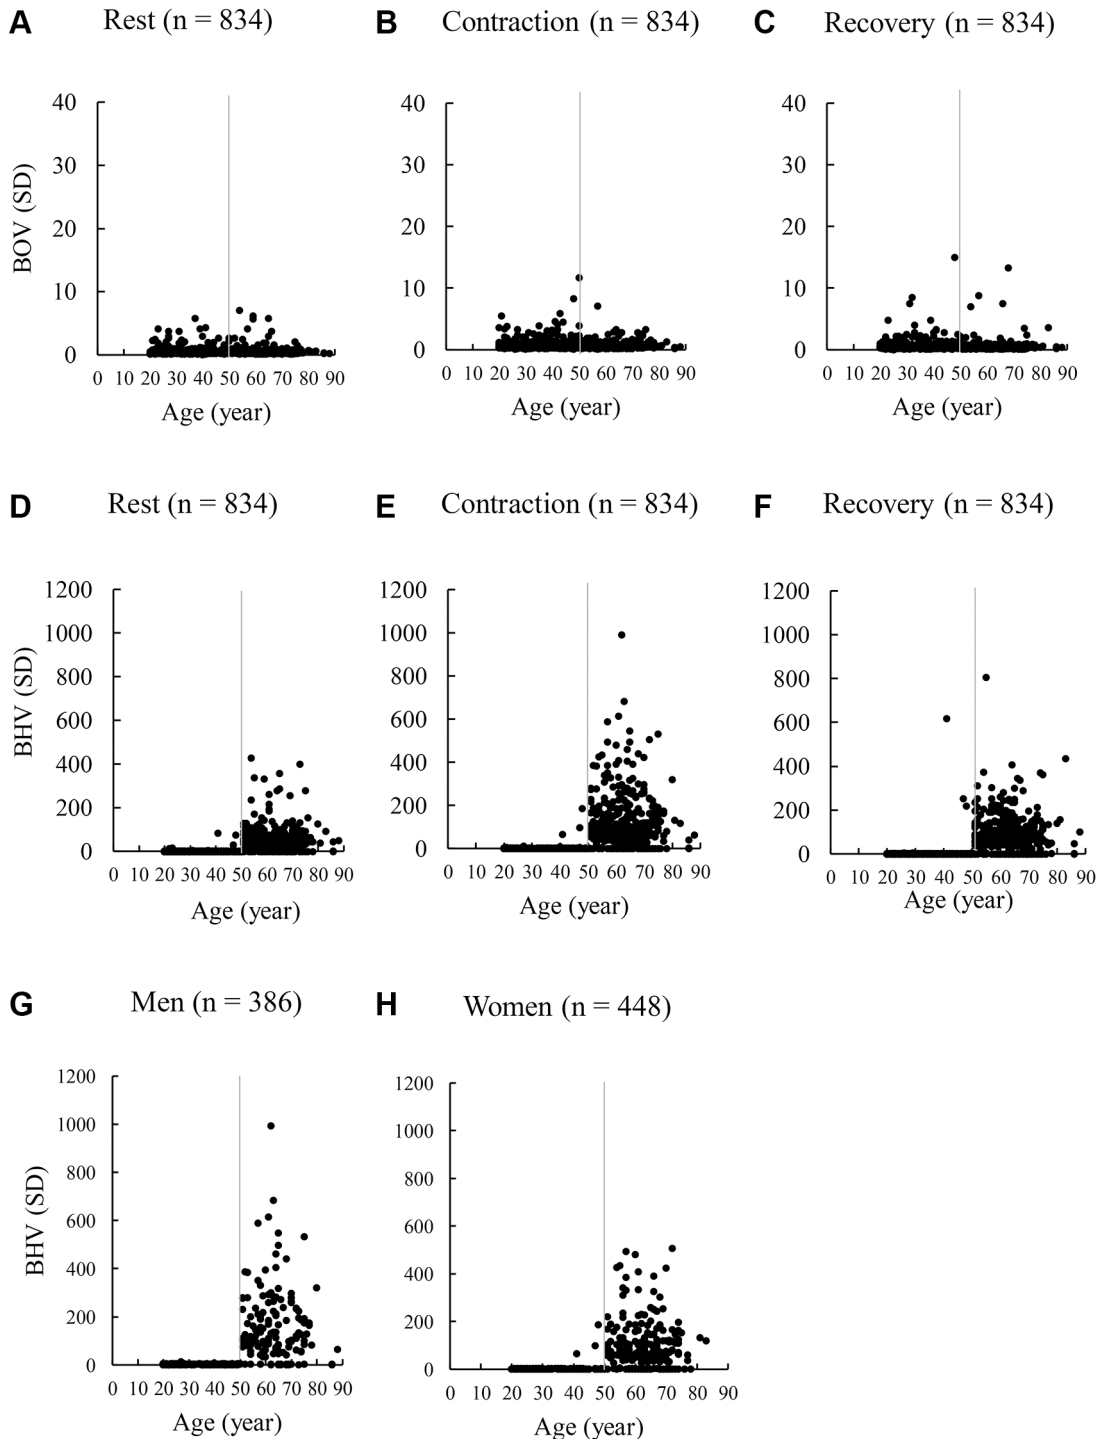 A Rest (n = 834) B Contraction (n = 834) C Recovery (n = 834)
BOV (SD)
40 40 40
30 30 30
20 20 20
10 10 10
0 0 0
0 10 20 30 40 50 60 70 80 90 0 10 20 30 40 50 60 70 80 90 0 10 20 30 40 50 60 70 80 90
Age (year) Age (year) Age (year)
D Rest (n = 834) E Contraction (n = 834) F Recovery (n = 834)
BHV (SD)
1200 1200 1200
1000 1000 1000
800 800 800
600 600 600
400 400 400
200 200 200
0 0 0
0 10 20 30 40 50 60 70 80 90 0 10 20 30 40 50 60 70 80 90 0 10 20 30 40 50 60 70 80 90
Age (year) Age (year) Age (year)
G Men (n = 386) H Women (n = 448)
BHV (SD)
1200 1200
1000 1000
800 800
600 600
400 400
200 200
0 0
0 10 20 30 40 50 60 70 80 90 0 10 20 30 40 50 60 70 80 90
Age (year) Age (year)